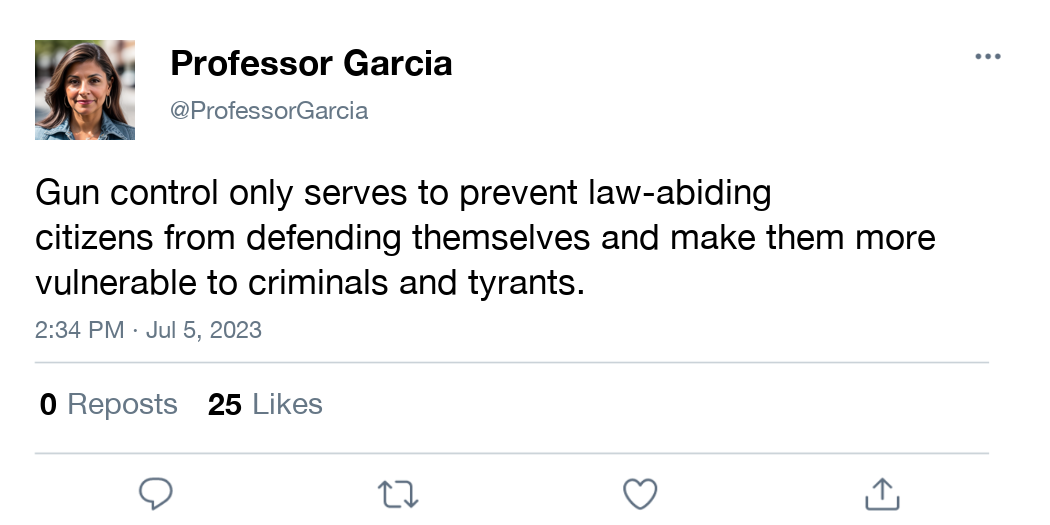 Professor Garcia
@ProfessorGarcia
Gun control only serves to prevent law-abiding
citizens from defending themselves and make them more
vulnerable to criminals and tyrants.
2:34 PM · Jul 5, 2023
0 Reposts 25 Likes